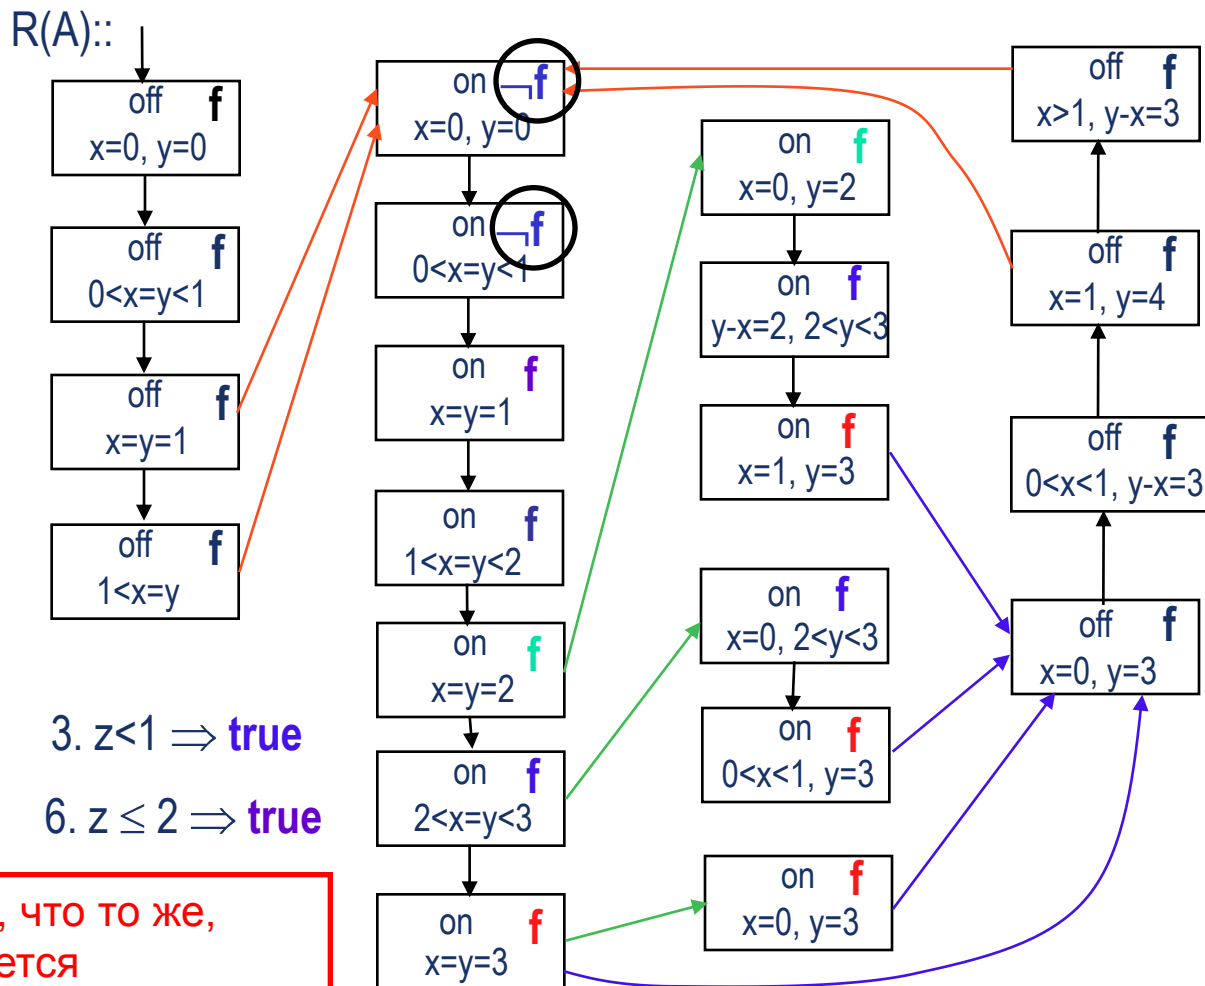 R(A)::
off f
x=0, y=0
off f
0<x=y<1
off f
x=y=1
off f
1<x=y
3. z<1 ⇒ true
6. z ≤ 2 ⇒ true
, что то же,
ется
on ¬f
x=0, y=0
on ¬f
0<x=y<1
on f
x=y=1
on f
1<x=y<2
on f
x=y=2
on f
2<x=y<3
on f
x=y=3
on f
x=0, y=2
on f
y-x=2, 2<y<3
on f
x=1, y=3
on f
x=0, 2<y<3
on f
0<x<1, y=3
on f
x=0, y=3
off f
x>1, y-x=3
off f
x=1, y=4
off f
0<x<1, y-x=3
off f
x=0, y=3